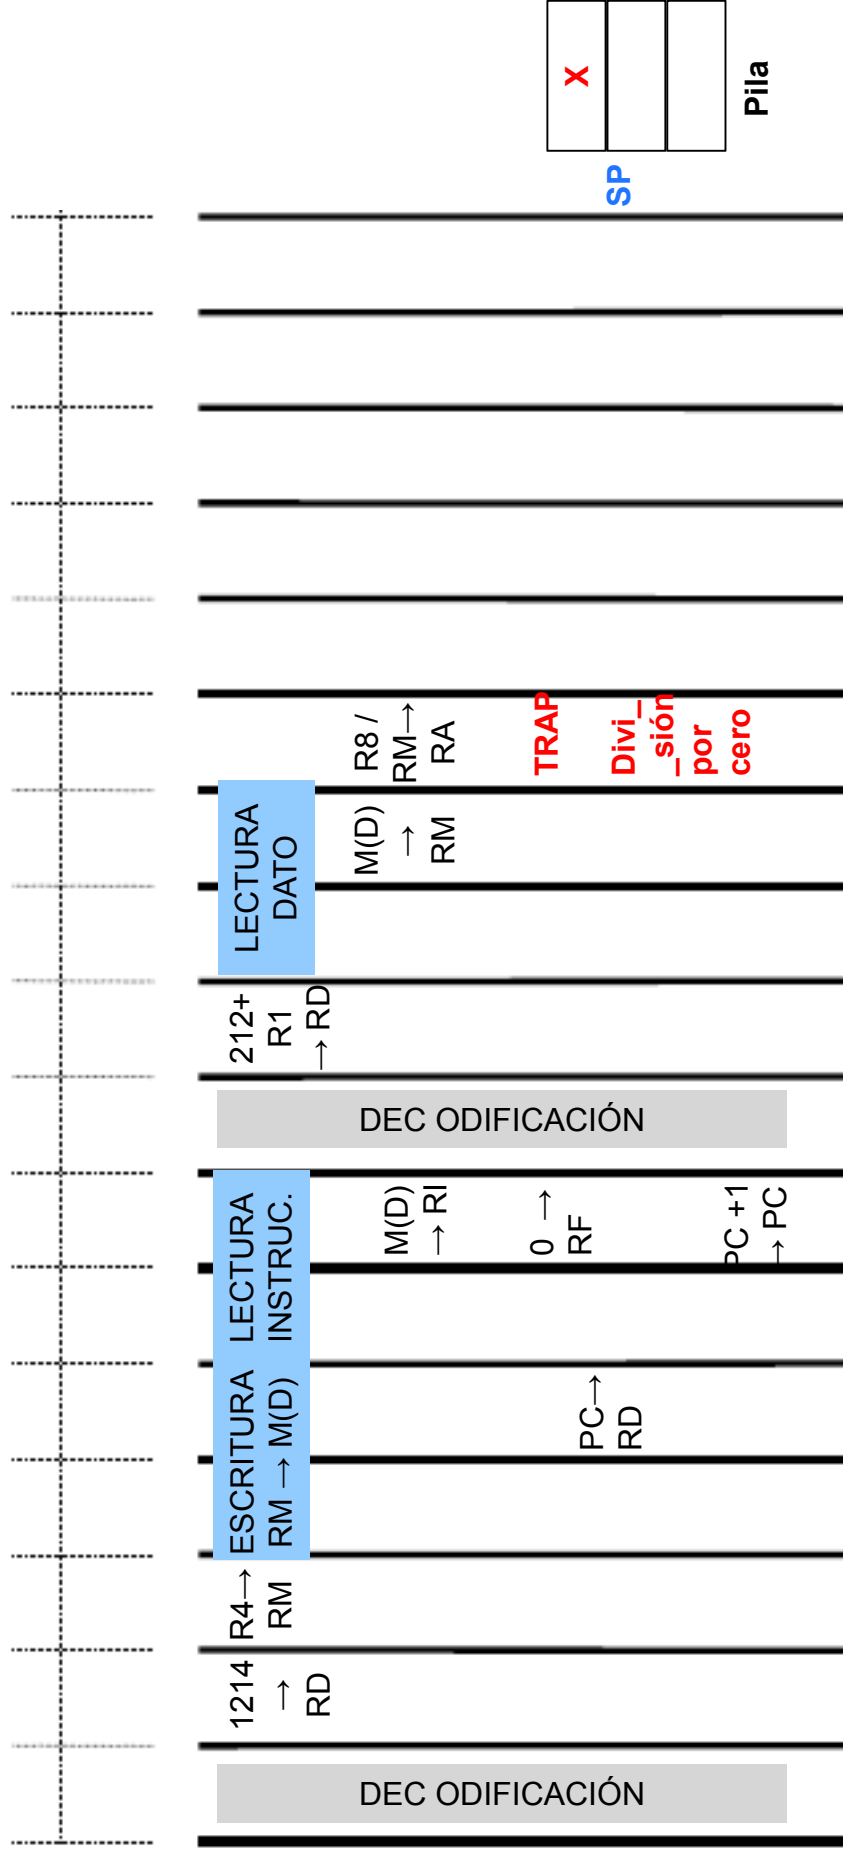 DEC ODIFICACIÓN
1214
→
RD
R4→
RM
ESCRITURA
RM → M(D)
PC→
RD
LECTURA
INSTRUC.
M(D)
→ RI
0 →
RF
PC +1
→ PC
DEC ODIFICACIÓN
212+
R1
→ RD
LECTURA
DATO
M(D)
→
RM
R8 /
RM→
RA
TRAP
Divi_
_sión
_por
cero
SP
X
Pila